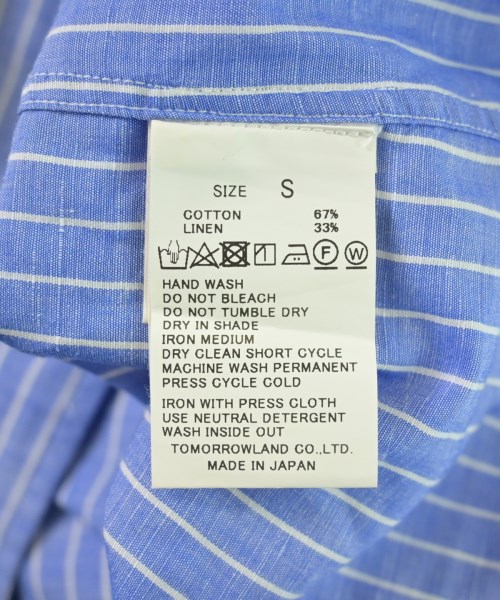 SIZE S
COTTON 67%
LINEN 33%
F W
HAND WASH
DO NOT BLEACH
DO NOT TUMBLE DRY
DRY IN SHADE
IRON MEDIUM
DRY CLEAN SHORT CYCLE
MACHINE WASH PERMANENT
PRESS CYCLE COLD
IRON WITH PRESS CLOTH
USE NEUTRAL DETERGENT
WASH INSIDE OUT
TOMORROWLAND CO.,LTD.
MADE IN JAPAN